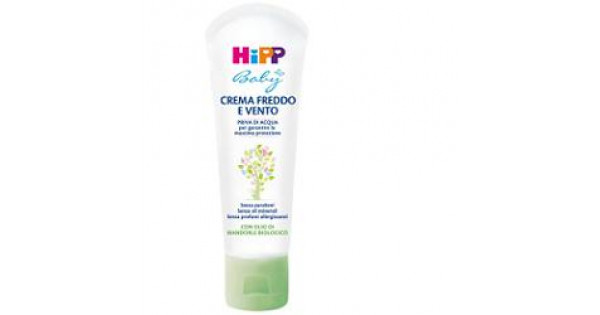 HiPP
Baby
CREMA FREDDO
E VENTO
PRIVA DI ACQUA
per garantire la
massima protezione
Senza parabeni
Senza oli minerali
Senza profumi allergizzanti
CON OLIO DI
MANDORLE BIOLOGICO